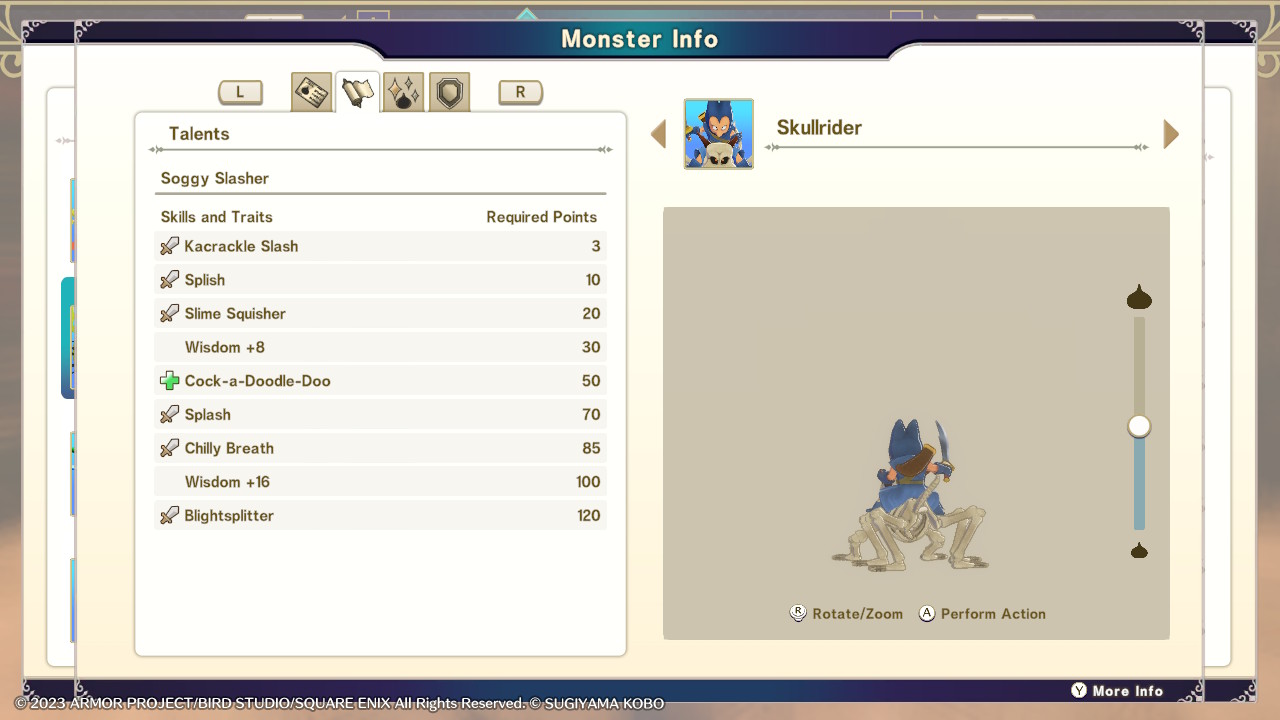 Monster Info
L
R
Talents
Soggy Slasher
Skills and Traits Required Points
Kacrackle Slash 3
Splish 10
Slime Squisher 20
Wisdom +8 30
Cock-a-Doodle-Doo 50
Splash 70
Chilly Breath 85
Wisdom +16 100
Blightsplitter 120
Skullrider
R Rotate/Zoom A Perform Action
Y More Info
© 2023 ARMOR PROJECT/BIRD STUDIO/SQUARE ENIX All Rights Reserved. © SUGIYAMA KOBO